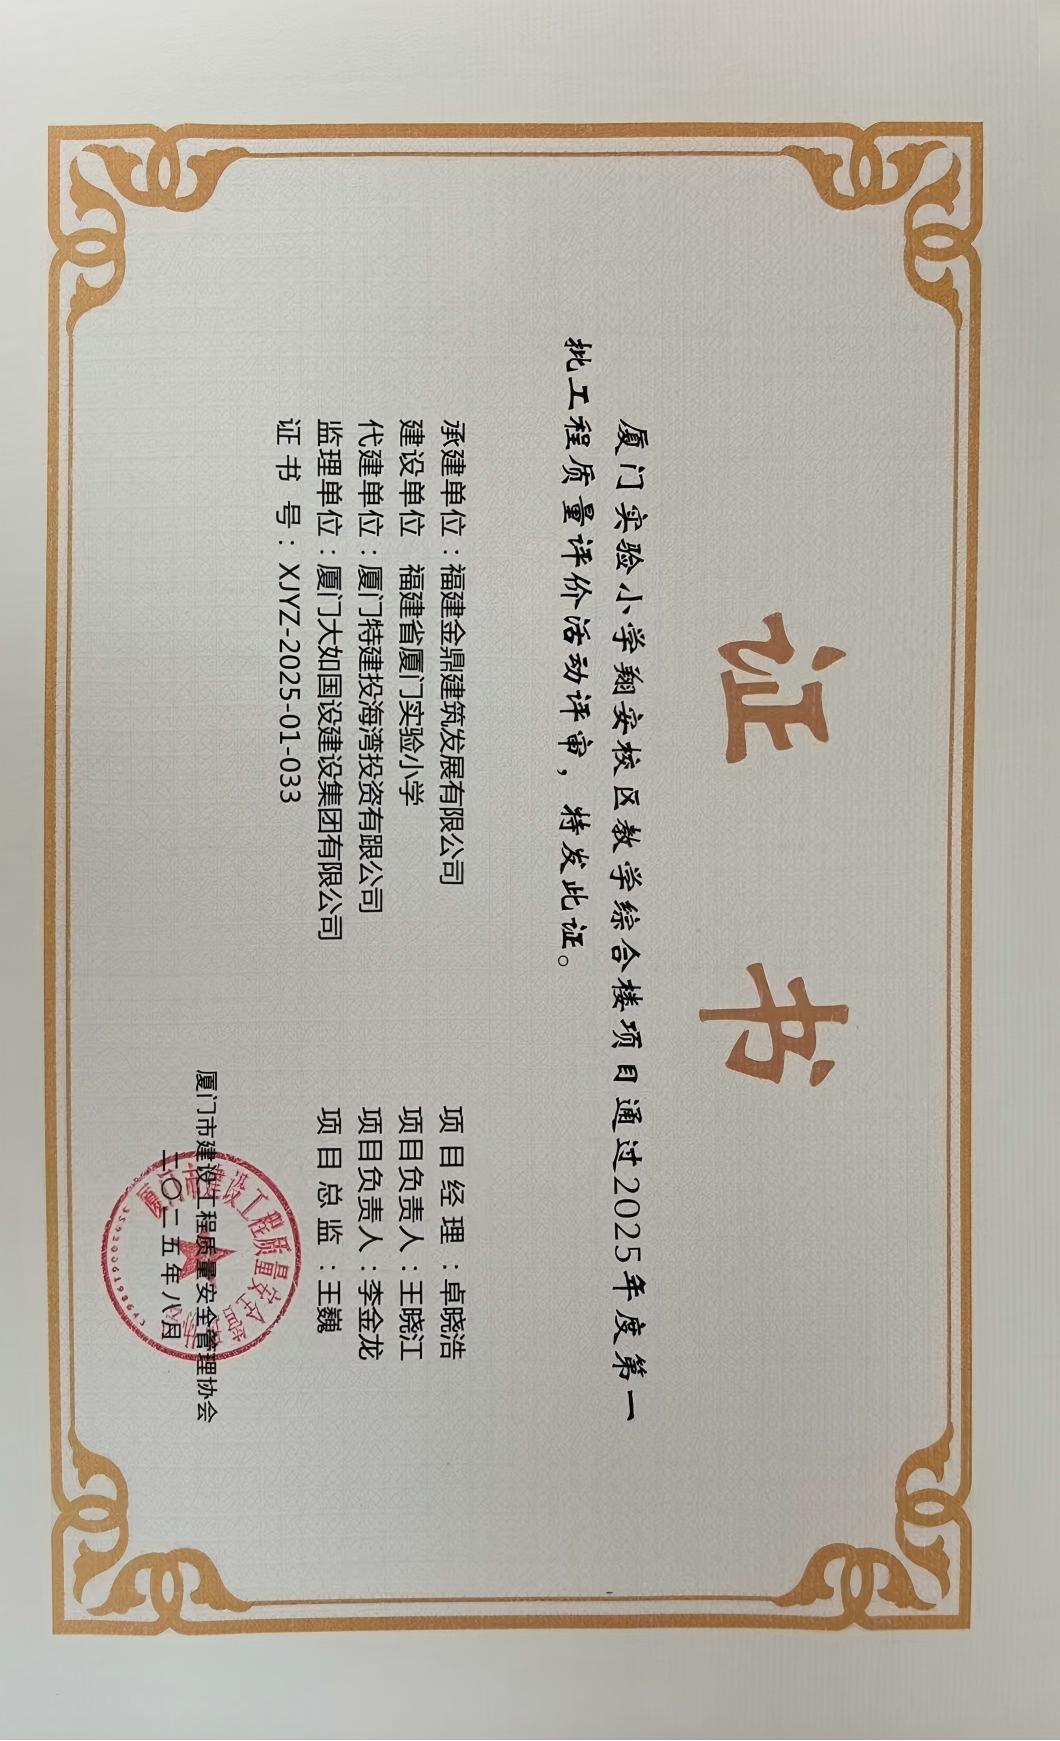 证书
厦门实验小学翔安校区教学综合楼项目通过2025年度第一
批工程质量评价活动评审，特发此证。
承建单位：福建金鼎建筑发展有限公司 项目经理：卓晓浩
建设单位 福建省厦门实验小学 项目负责人：王晓江
代建单位：厦门特建投海湾投资有跟公司 项目负责人：李金龙
监理单位：厦门大如国设建设集团有限公司 项目总监：王巍
证书号：XJYZ-2025-01-033
厦门市建设工程质量安全管理协会
二〇二五年八月